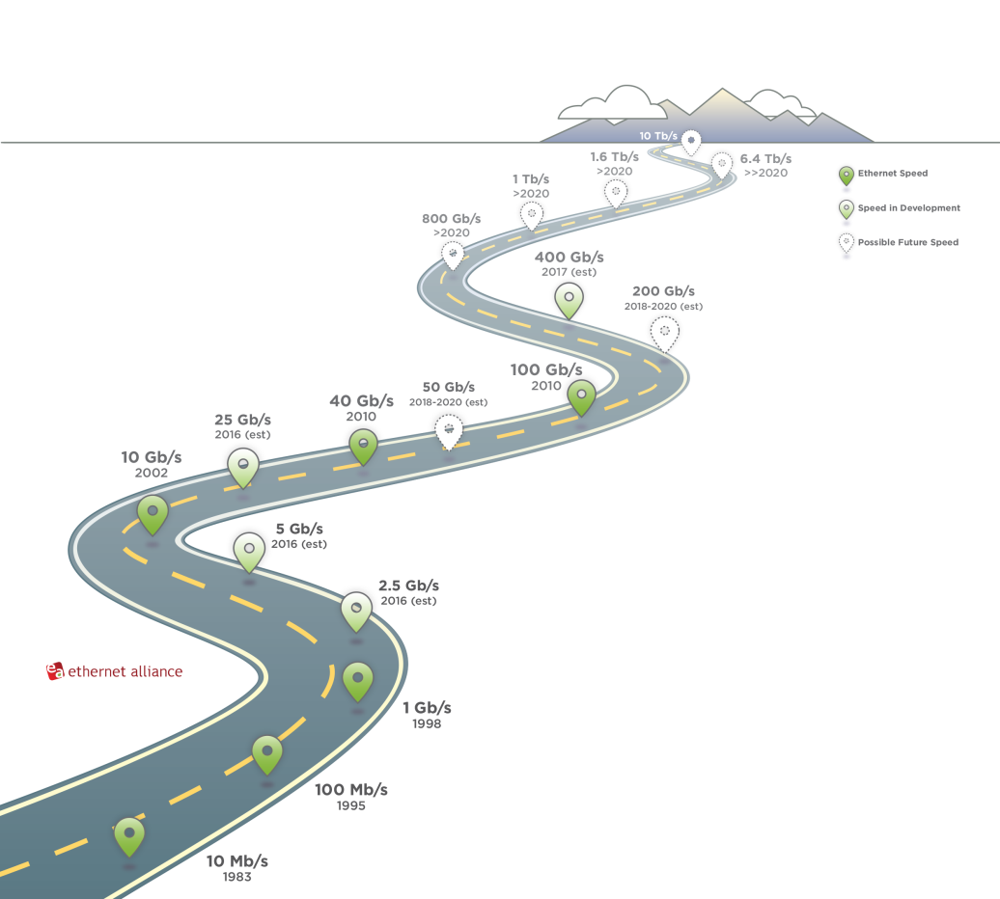 10 Tb/s
1.6 Tb/s
>2020
6.4 Tb/s
>>2020
1 Tb/s
>2020
800 Gb/s
>2020
400 Gb/s
2017 (est)
200 Gb/s
2018-2020 (est)
100 Gb/s
2010
50 Gb/s
2018-2020 (est)
40 Gb/s
2010
25 Gb/s
2016 (est)
10 Gb/s
2002
5 Gb/s
2016 (est)
2.5 Gb/s
2016 (est)
1 Gb/s
1998
100 Mb/s
1995
10 Mb/s
1983
Ethernet Speed
Speed in Development
Possible Future Speed
ea ethernet alliance